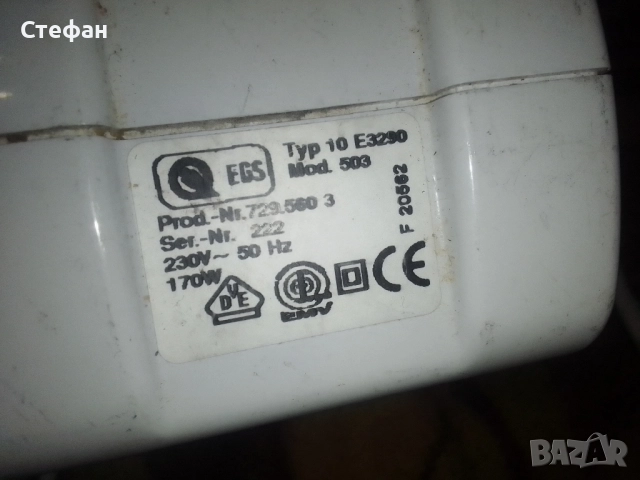 Стефан
EGS
Typ 10 E3290
Mod. 503
Prod.-Nr.729.560 3
Ser.-Nr. 222
230V~ 50 Hz
170W
F 20562
D V E
EMV
CE
BAZAR